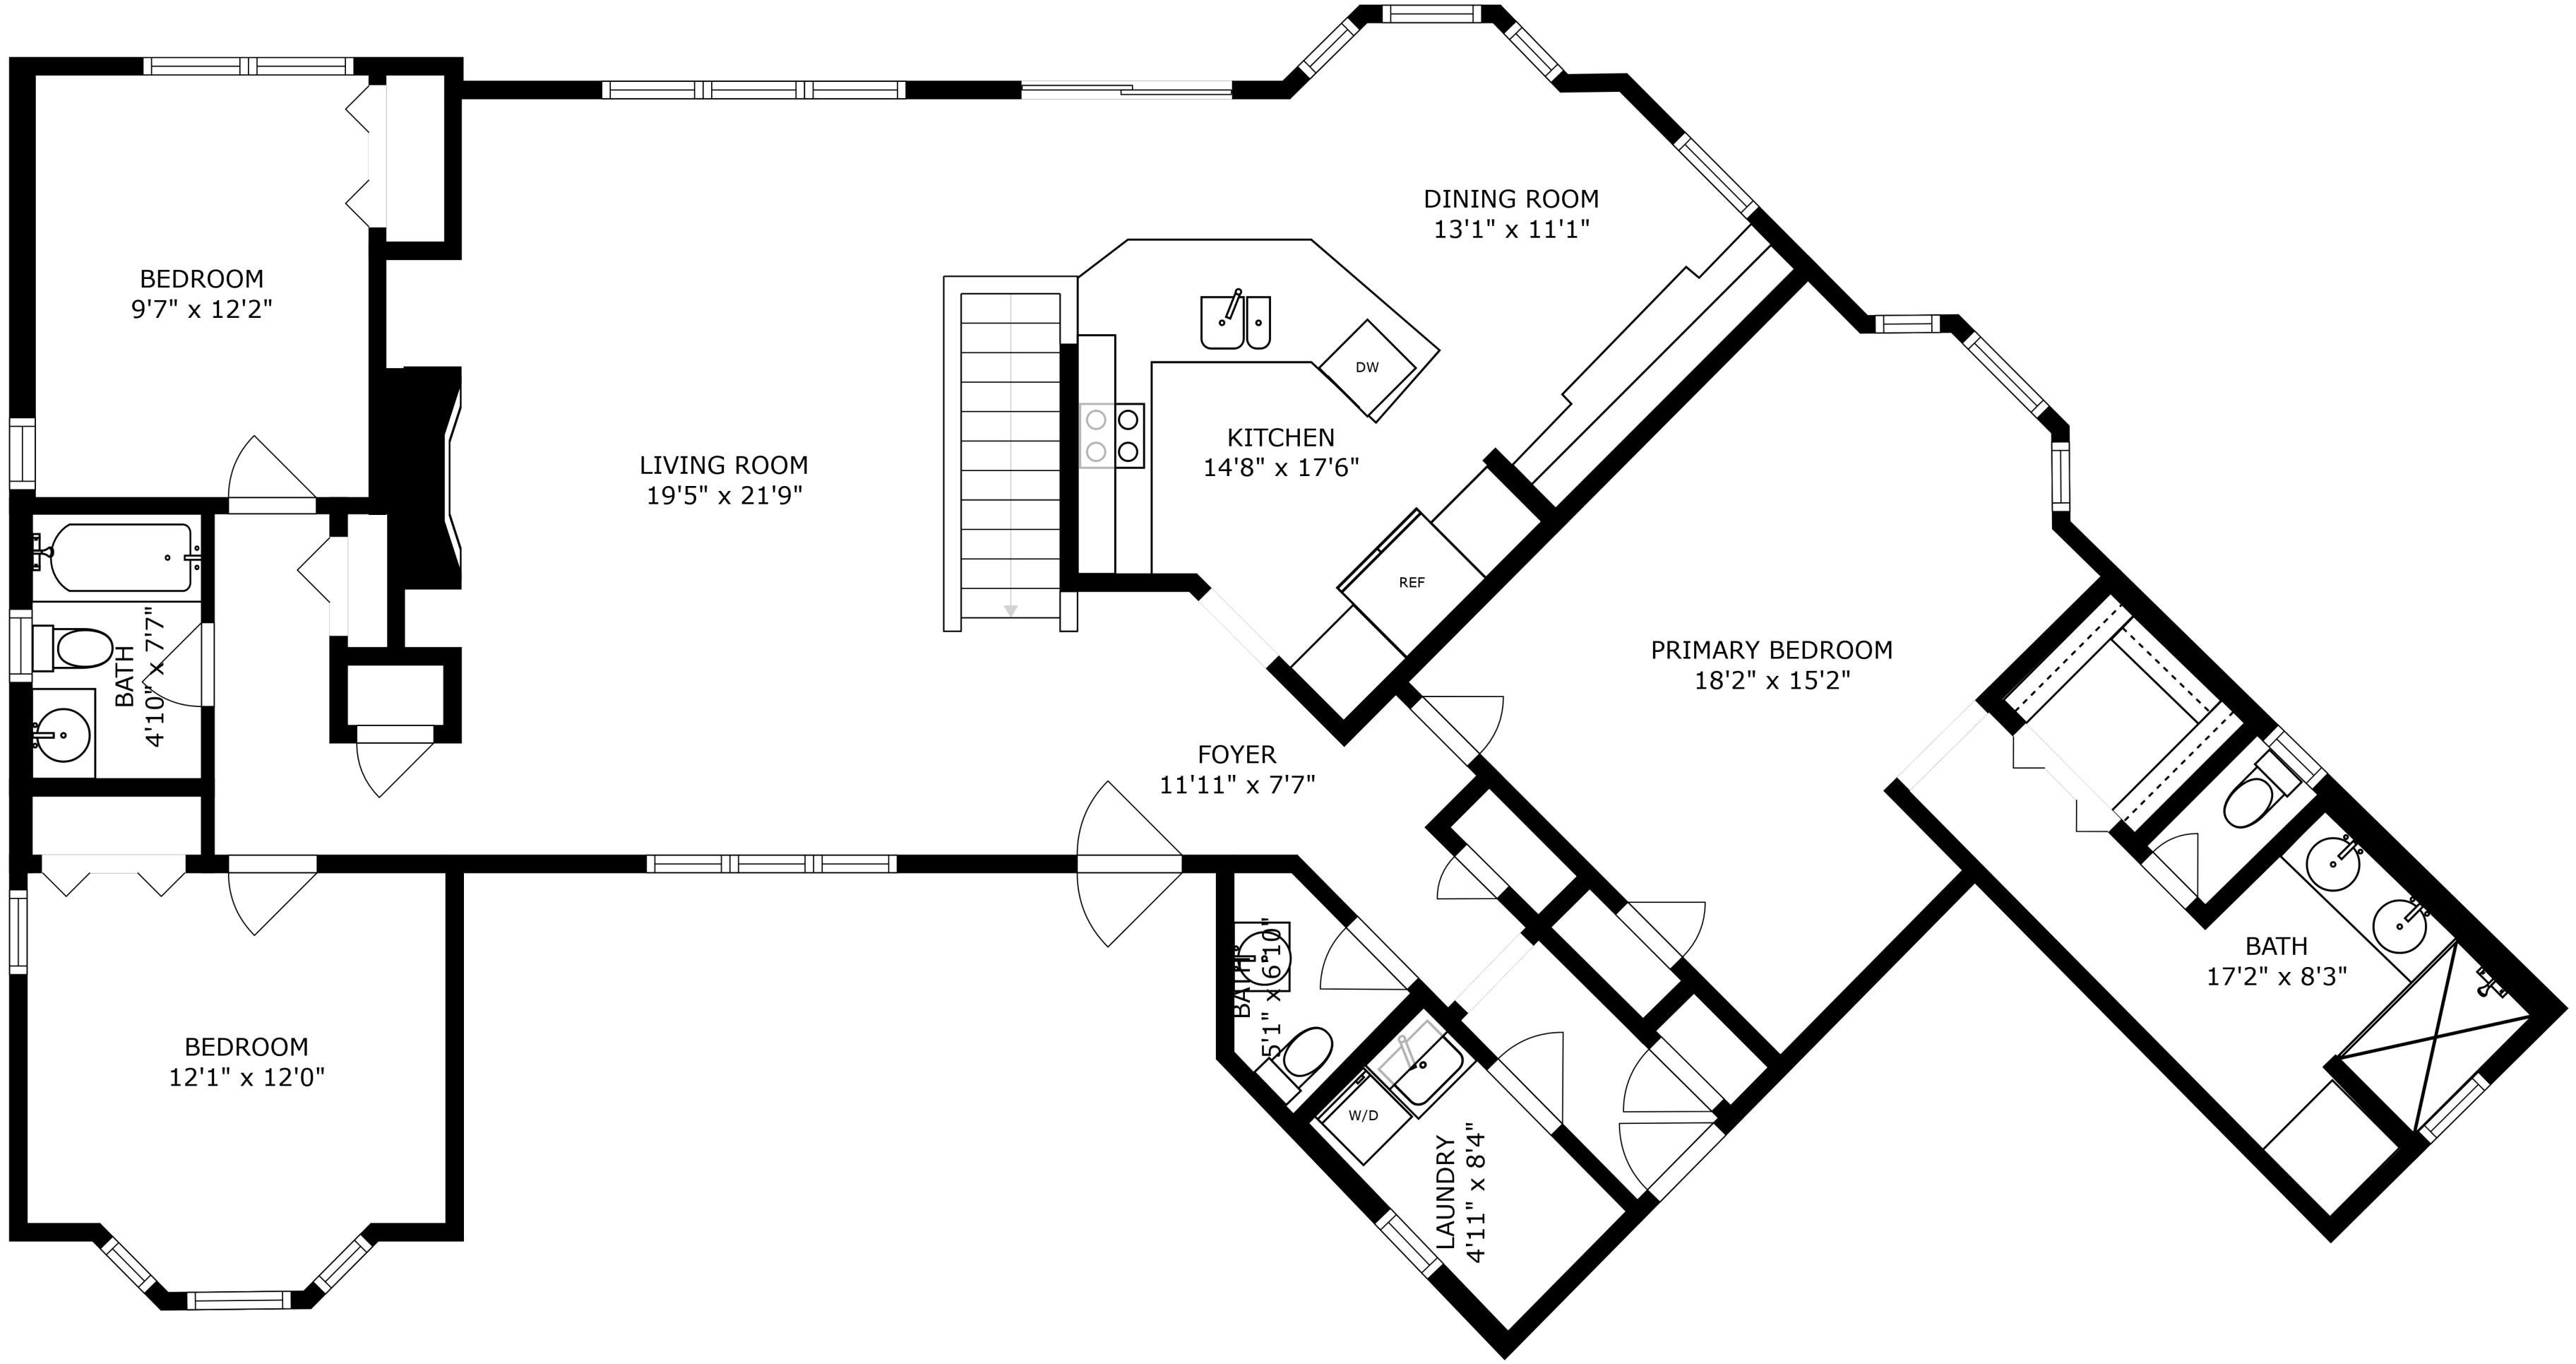 DINING ROOM
13'1" x 11'1"
BEDROOM
9'7" x 12'2"
DW
KITCHEN
14'8" x 17'6"
LIVING ROOM
19'5" x 21'9"
REF
BATH
4'10" x 7'7"
PRIMARY BEDROOM
18'2" x 15'2"
FOYER
11'11" x 7'7"
BATH
5'1" x 6'10"
BATH
17'2" x 8'3"
BEDROOM
12'1" x 12'0"
W/D
LAUNDRY
4'11" x 8'4"